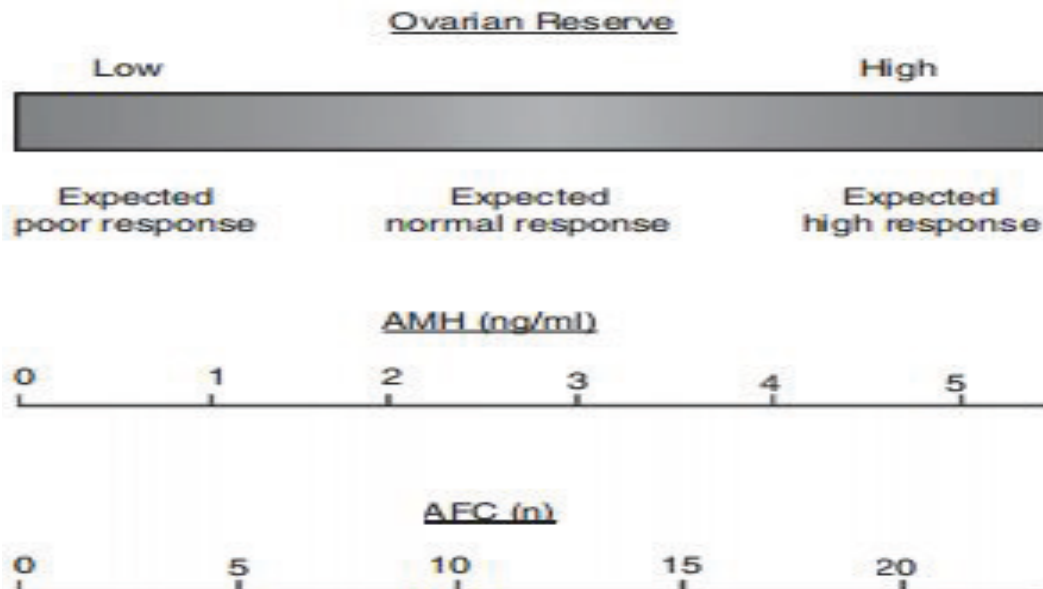 Ovarian Reserve
Low High
Expected Expected Expected
poor response normal response high response
AMH (ng/ml)
0 1 2 3 4 5
AFC (n)
0 5 10 15 20